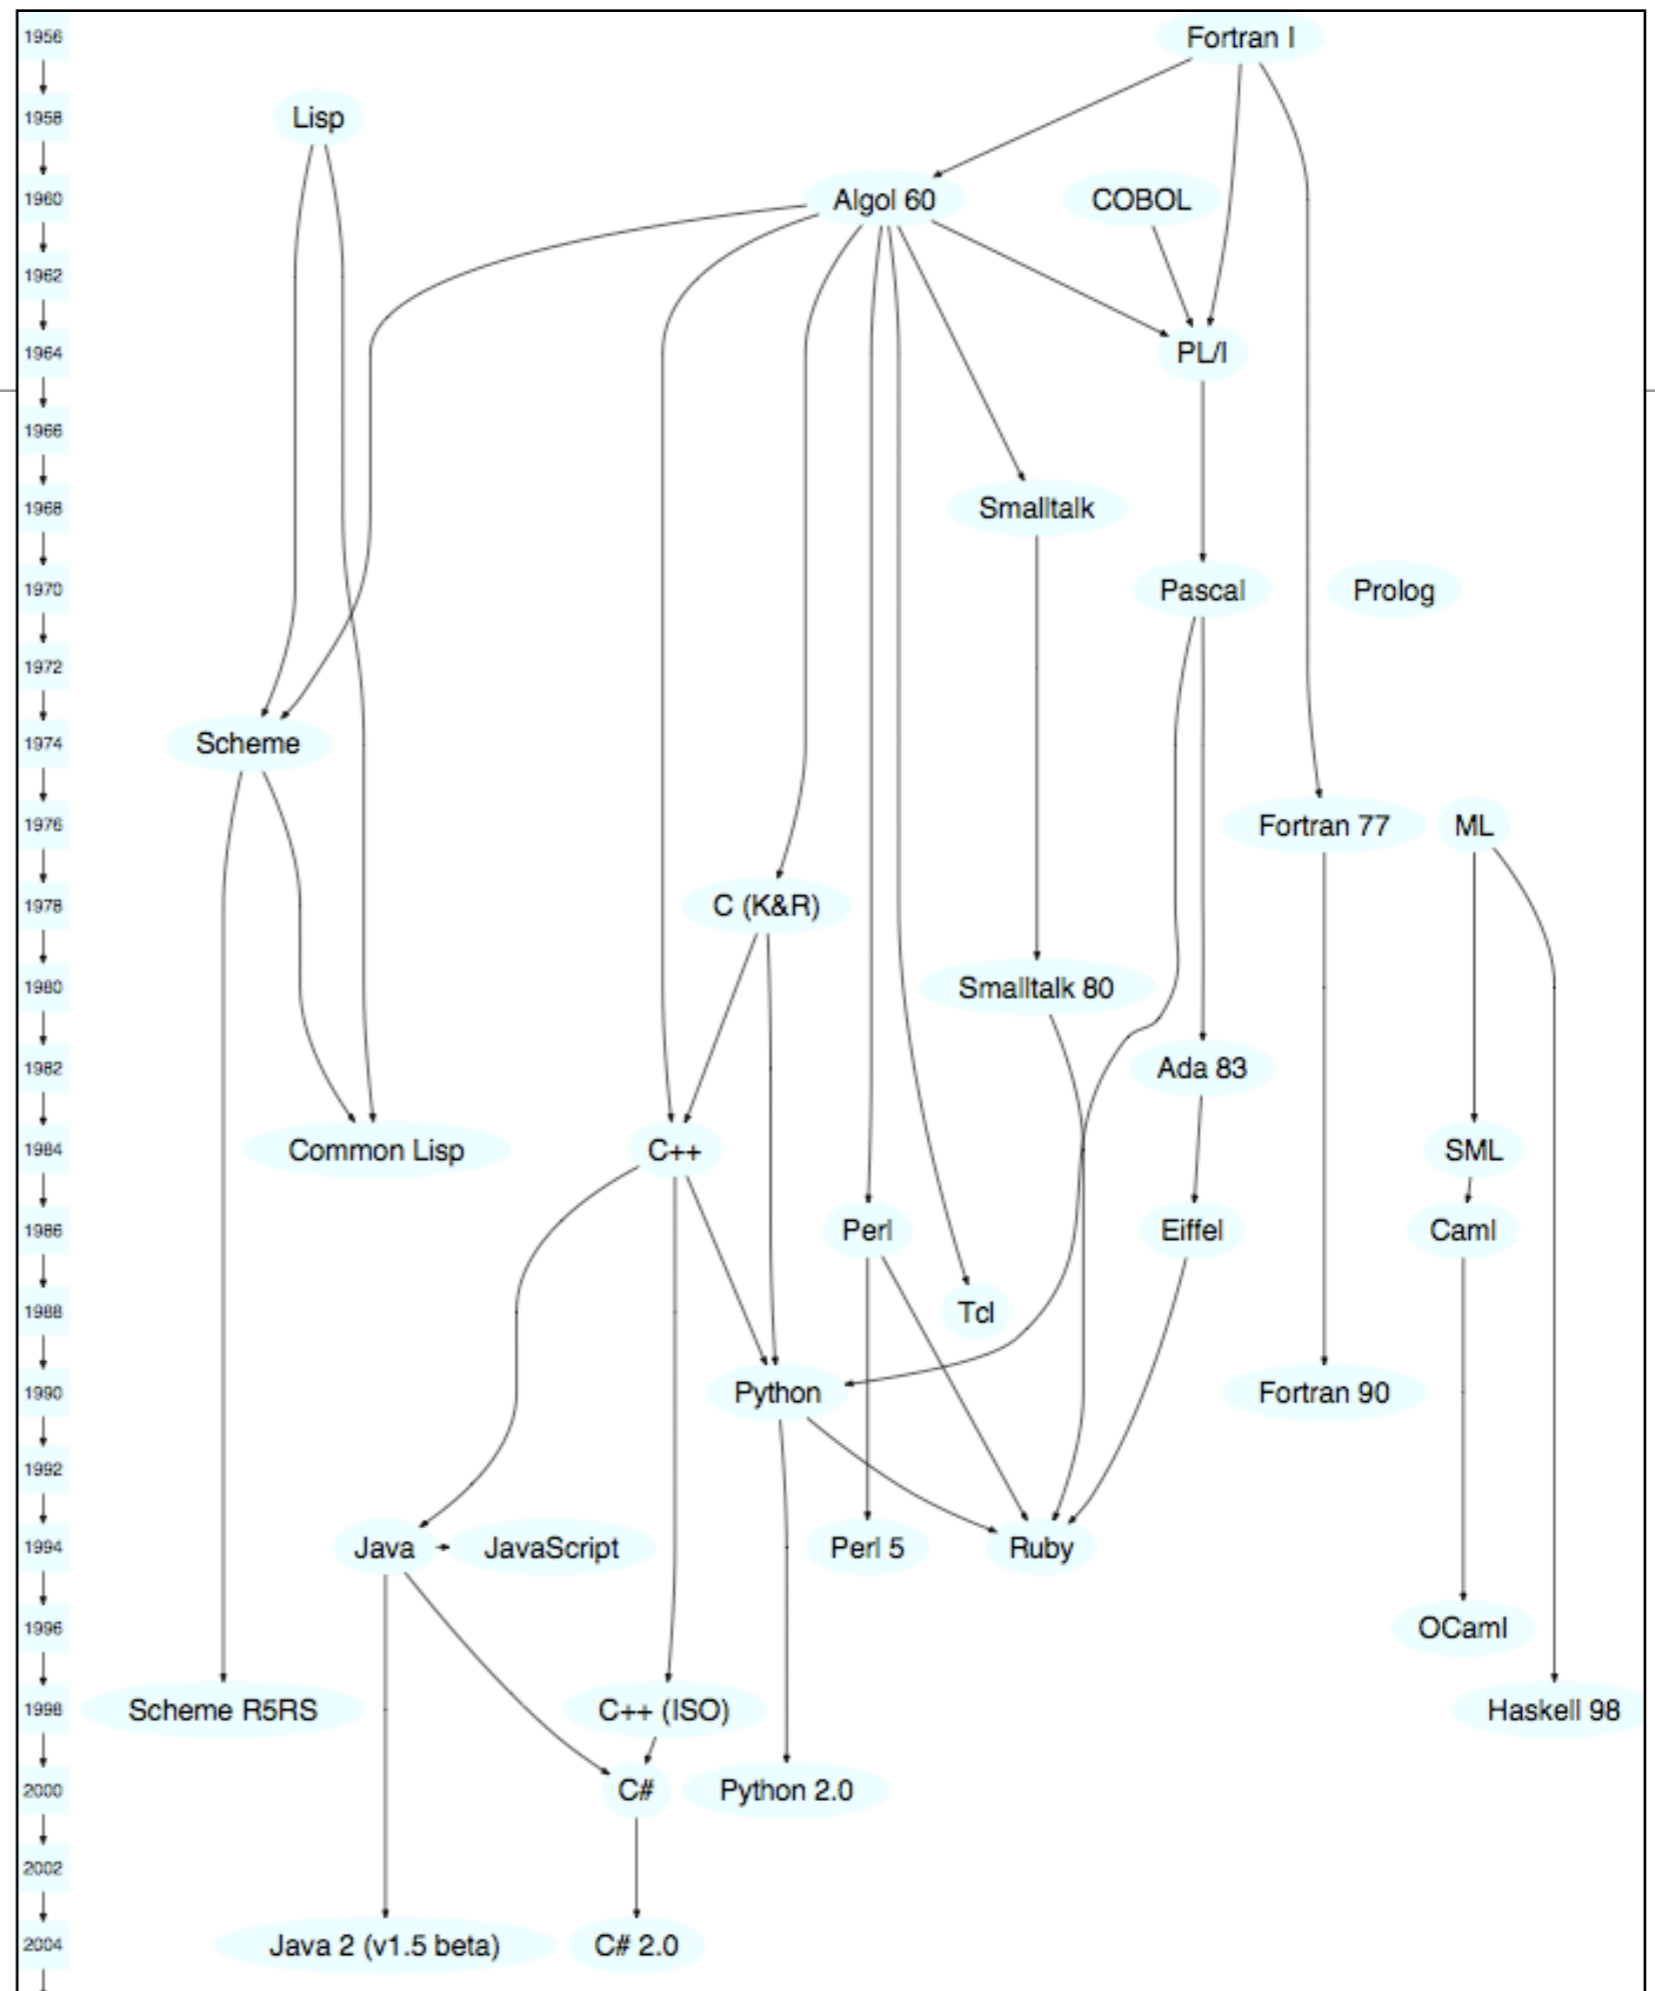 1956
Fortran I
1958
Lisp
1960
Algol 60
COBOL
1962
1964
PL/I
1966
1968
Smalltalk
1970
Pascal
Prolog
1972
1974
Scheme
1976
Fortran 77
ML
1978
C (K&R)
1980
Smalltalk 80
1982
Ada 83
1984
Common Lisp
C++
SML
1986
Perl
Eiffel
Caml
1988
Tcl
1990
Python
Fortran 90
1992
1994
Java
JavaScript
Perl 5
Ruby
1996
OCaml
1998
Scheme R5RS
C++ (ISO)
Haskell 98
2000
C#
Python 2.0
2002
2004
Java 2 (v1.5 beta)
C# 2.0